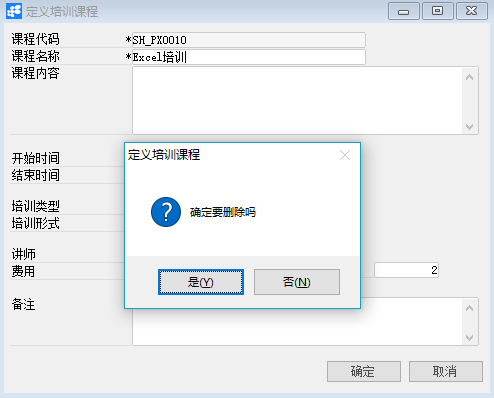 定义培训课程
课程代码 *SH_PX0010
课程名称 *Excel培训
课程内容
开始时间
结束时间
培训类型
培训形式
讲师
费用 2
备注
定义培训课程
确定要删除吗
是(Y) 否(N)
确定 取消